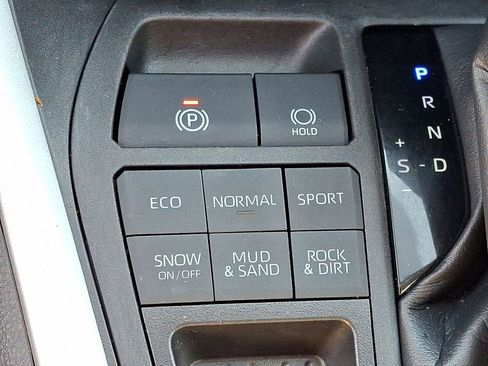 P
HOLD
ECO
NORMAL
SPORT
SNOW
ON/OFF
MUD
& SAND
ROCK
& DIRT
P
R
N
+
S - D
–